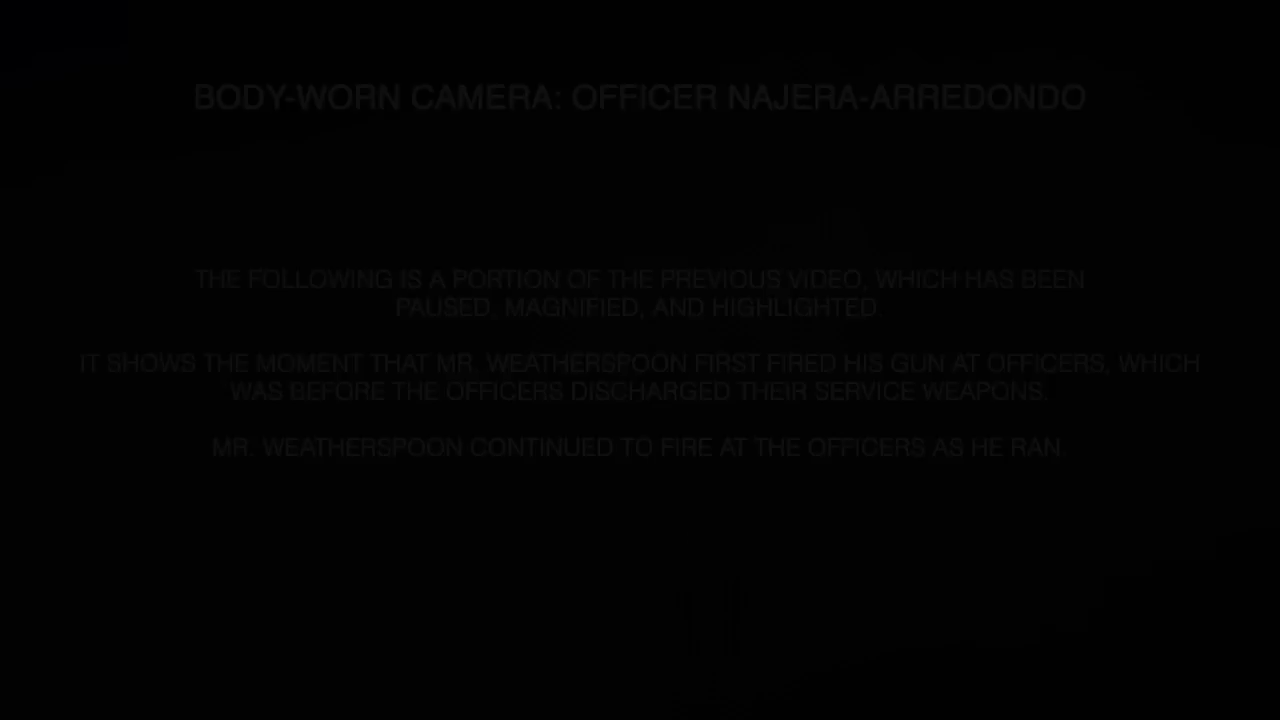 BODY-WORN CAMERA: OFFICER NAJERA-ARREDONDO
THE FOLLOWING IS A PORTION OF THE PREVIOUS VIDEO, WHICH HAS BEEN
PAUSED, MAGNIFIED, AND HIGHLIGHTED.
IT SHOWS THE MOMENT THAT MR. WEATHERSPOON FIRST FIRED HIS GUN AT OFFICERS, WHICH
WAS BEFORE THE OFFICERS DISCHARGED THEIR SERVICE WEAPONS.
MR. WEATHERSPOON CONTINUED TO FIRE AT THE OFFICERS AS HE RAN.